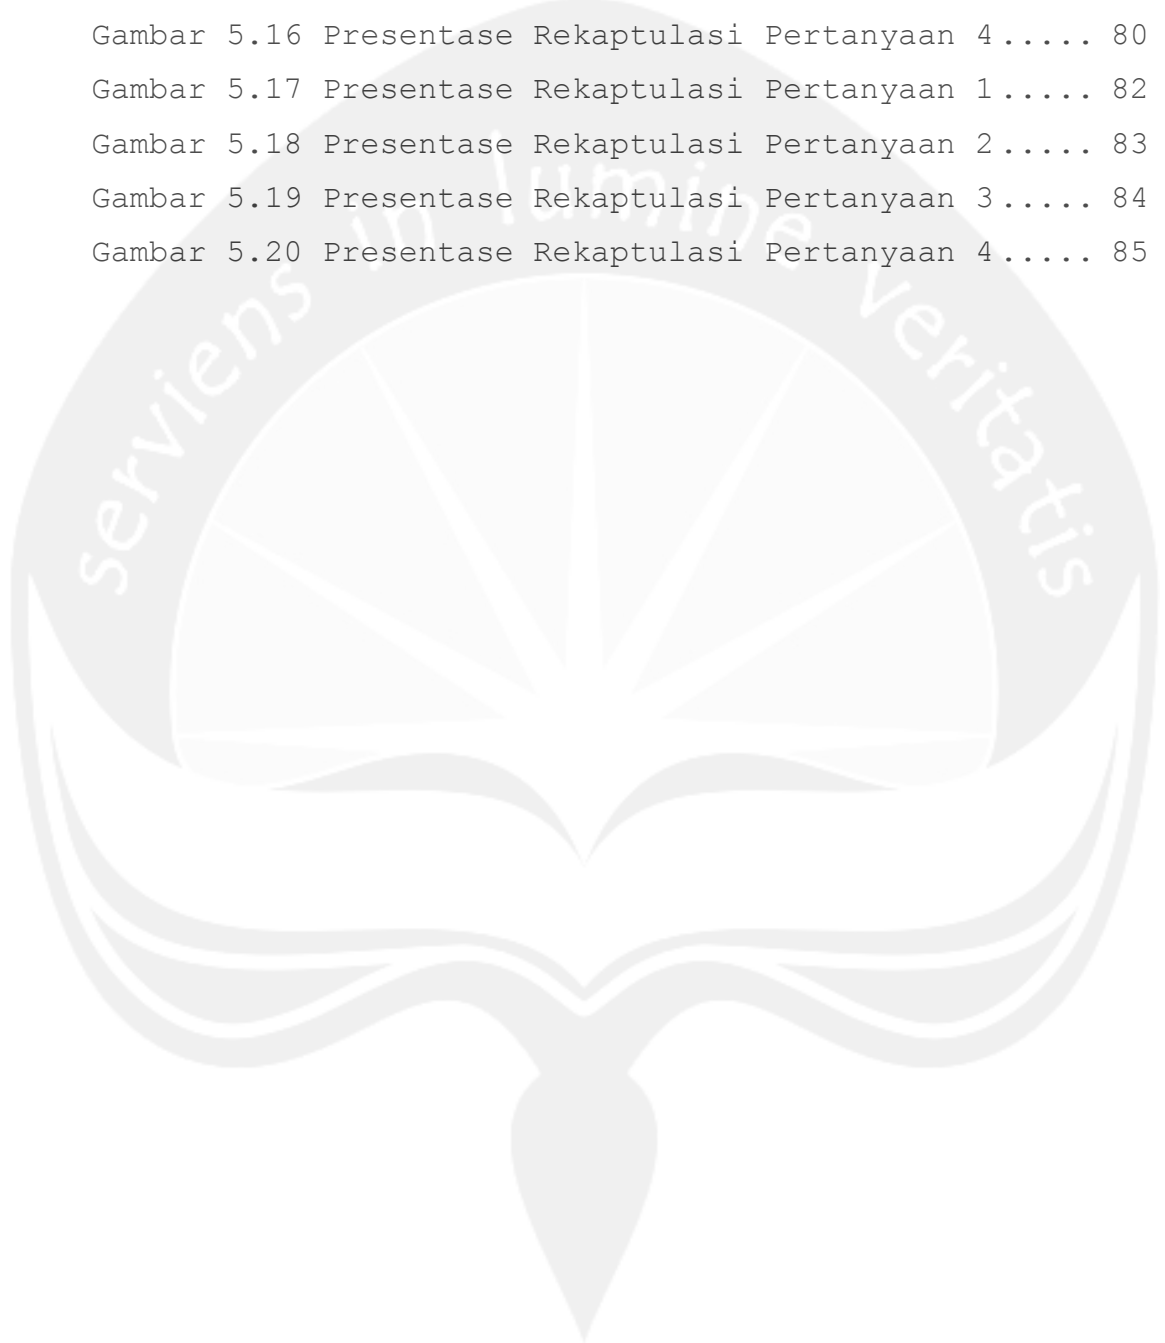 Gambar 5.16 Presentase Rekaptulasi Pertanyaan 4..... 80
Gambar 5.17 Presentase Rekaptulasi Pertanyaan 1..... 82
Gambar 5.18 Presentase Rekaptulasi Pertanyaan 2..... 83
Gambar 5.19 Presentase Rekaptulasi Pertanyaan 3..... 84
Gambar 5.20 Presentase Rekaptulasi Pertanyaan 4..... 85
serviens in lumine veritatis